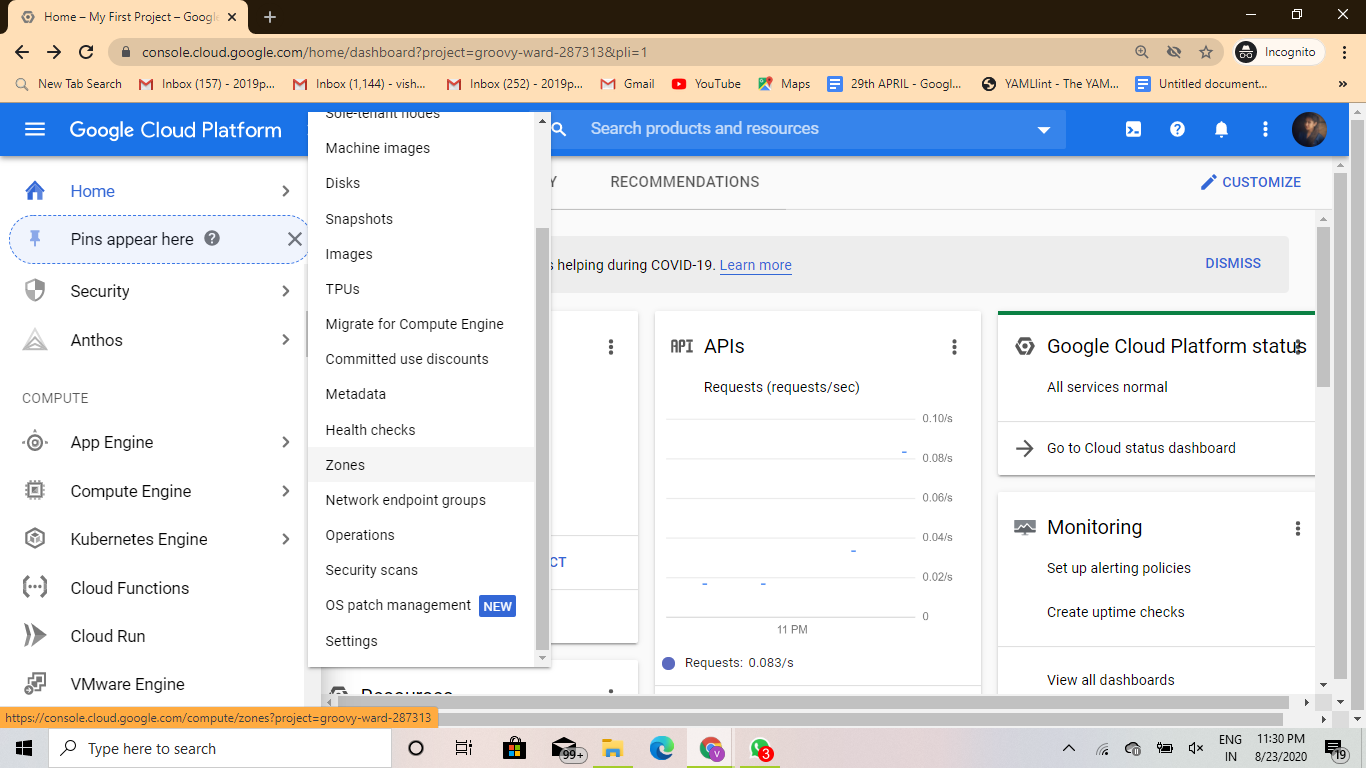 Home – My First Project – Googl
console.cloud.google.com/home/dashboard?project=groovy-ward-287313&pli=1
Incognito
New Tab Search
Inbox (157) - 2019p...
Inbox (1,144) - vish...
Inbox (252) - 2019p...
Gmail
YouTube
Maps
29th APRIL - Googl...
YAMLlint - The YAM...
Untitled document...
»
Google Cloud Platform
Search products and resources
Home
Pins appear here
Security
Anthos
COMPUTE
App Engine
Compute Engine
Kubernetes Engine
Cloud Functions
Cloud Run
VMware Engine
Sole-tenant nodes
Machine images
Disks
Snapshots
Images
TPUs
Migrate for Compute Engine
Committed use discounts
Metadata
Health checks
Zones
Network endpoint groups
Operations
Security scans
OS patch management NEW
Settings
Y
RECOMMENDATIONS
CUSTOMIZE
s helping during COVID-19. Learn more
DISMISS
CT
Resources
API APIs
Requests (requests/sec)
0.10/s
0.08/s
0.06/s
0.04/s
0.02/s
0
11 PM
Requests: 0.083/s
Google Cloud Platform status
All services normal
Go to Cloud status dashboard
Monitoring
Set up alerting policies
Create uptime checks
View all dashboards
https://console.cloud.google.com/compute/zones?project=groovy-ward-287313
Type here to search
99+
V
3
ENG
IN
11:30 PM
8/23/2020
19